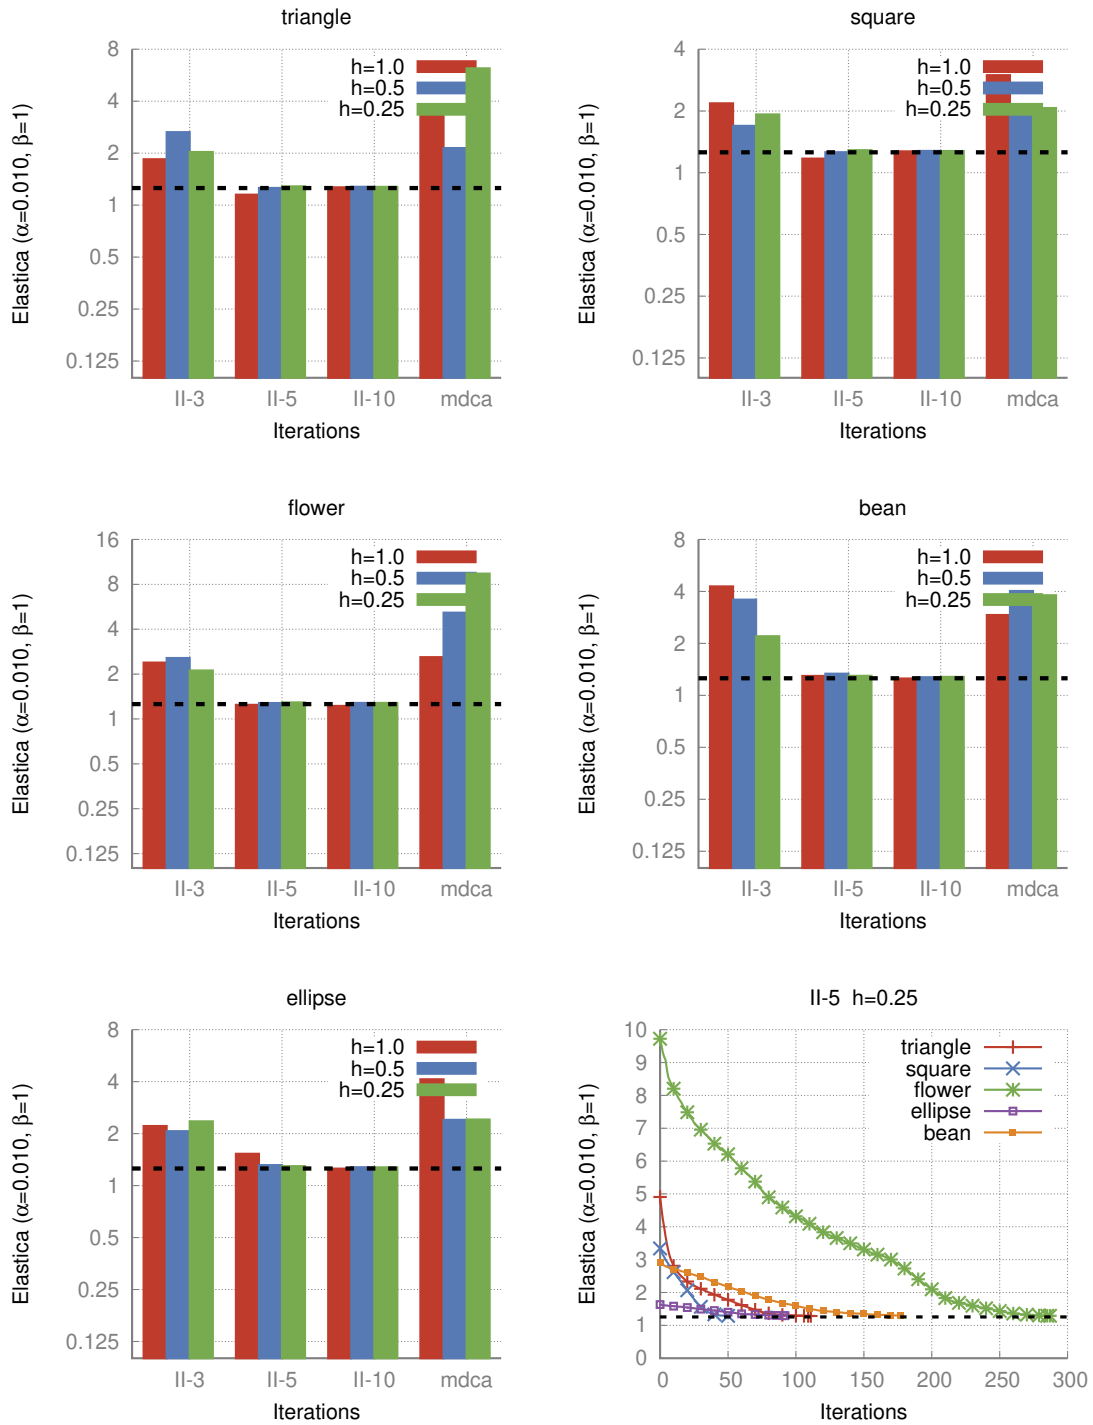 triangle
Elastica (α=0.010, β=1)
8
4
2
1
0.5
0.25
0.125
h=1.0
h=0.5
h=0.25
II-3 II-5 II-10 mdca
Iterations
square
Elastica (α=0.010, β=1)
4
2
1
0.5
0.25
0.125
h=1.0
h=0.5
h=0.25
II-3 II-5 II-10 mdca
Iterations
flower
Elastica (α=0.010, β=1)
16
8
4
2
1
0.5
0.25
0.125
h=1.0
h=0.5
h=0.25
II-3 II-5 II-10 mdca
Iterations
bean
Elastica (α=0.010, β=1)
8
4
2
1
0.5
0.25
0.125
h=1.0
h=0.5
h=0.25
II-3 II-5 II-10 mdca
Iterations
ellipse
Elastica (α=0.010, β=1)
8
4
2
1
0.5
0.25
0.125
h=1.0
h=0.5
h=0.25
II-3 II-5 II-10 mdca
Iterations
II-5 h=0.25
Elastica (α=0.010, β=1)
10
9
8
7
6
5
4
3
2
1
0
triangle
square
flower
ellipse
bean
0 50 100 150 200 250 300
Iterations